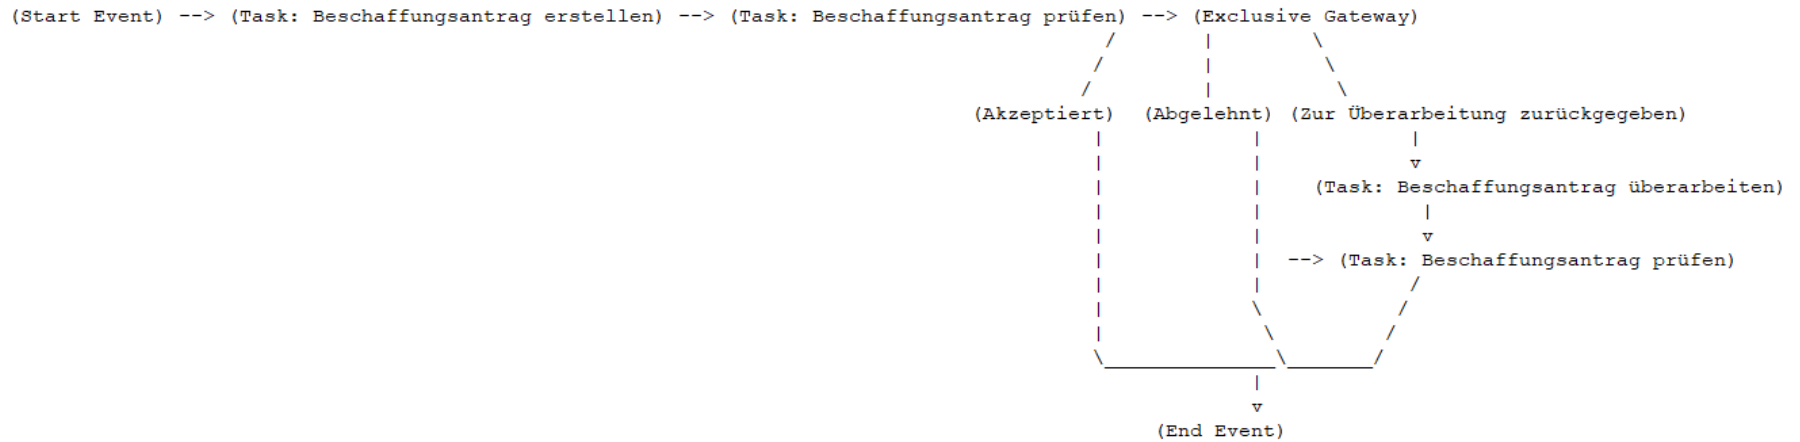 (Start Event) --> (Task: Beschaffungsantrag erstellen) --> (Task: Beschaffungsantrag prüfen) --> (Exclusive Gateway)
(Akzeptiert) (Abgelehnt) (Zur Überarbeitung zurückgegeben)
(Task: Beschaffungsantrag überarbeiten)
--> (Task: Beschaffungsantrag prüfen)
(End Event)